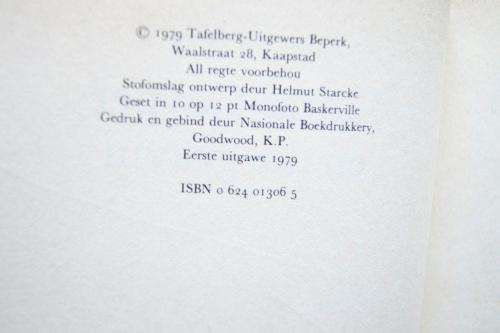 © 1979 Tafelberg-Uitgewers Beperk,
Waalstraat 28, Kaapstad
All regte voorbehou
Stofomslag ontwerp deur Helmut Starcke
Geset in 10 op 12 pt Monofoto Baskerville
Gedruk en gebind deur Nasionale Boekdrukkery,
Goodwood, K.P.
Eerste uitgawe 1979
ISBN 0 624 01306 5